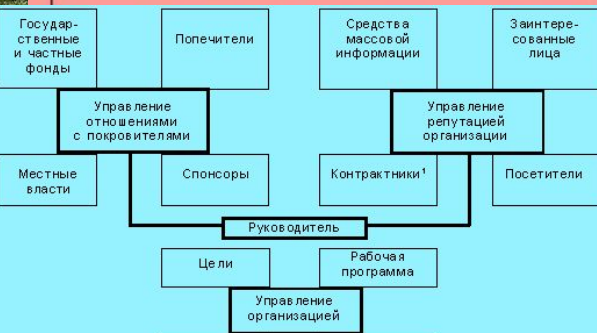 Государ-
ственные
и частные
фонды
Попечители
Средства
массовой
информации
Заинтере-
сованные
лица
Управление
отношениями
с покровителями
Управление
репутацией
организации
Местные
власти
Спонсоры
Контрактники¹
Посетители
Руководитель
Цели
Рабочая
программа
Управление
организацией